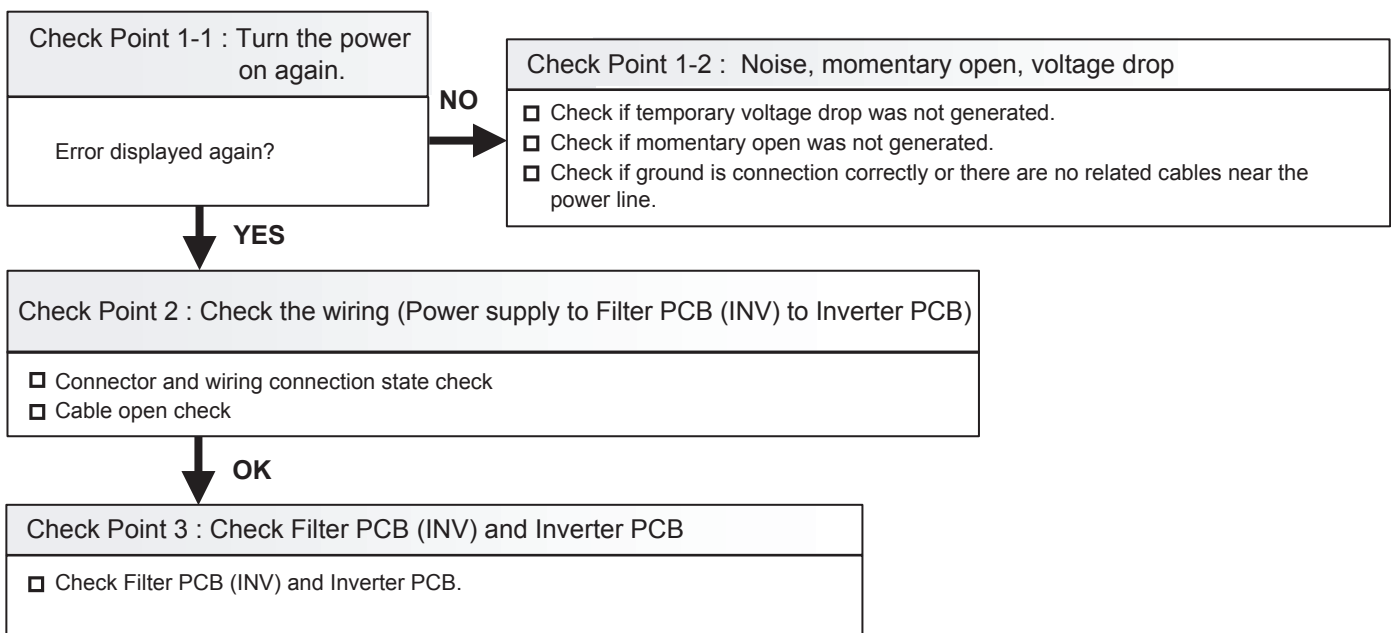 Check Point 1-1 : Turn the power
on again.
Error displayed again?
NO
Check Point 1-2 : Noise, momentary open, voltage drop
Check if temporary voltage drop was not generated.
Check if momentary open was not generated.
Check if ground is connection correctly or there are no related cables near the
power line.
YES
Check Point 2 : Check the wiring (Power supply to Filter PCB (INV) to Inverter PCB)
Connector and wiring connection state check
Cable open check
OK
Check Point 3 : Check Filter PCB (INV) and Inverter PCB
Check Filter PCB (INV) and Inverter PCB.